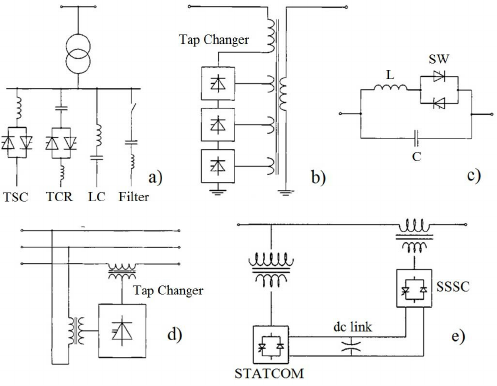 Tap Changer
TSC TCR LC Filter
a)
b)
SW
L
C
c)
Tap Changer
d)
SSSC
dc link
STATCOM
e)